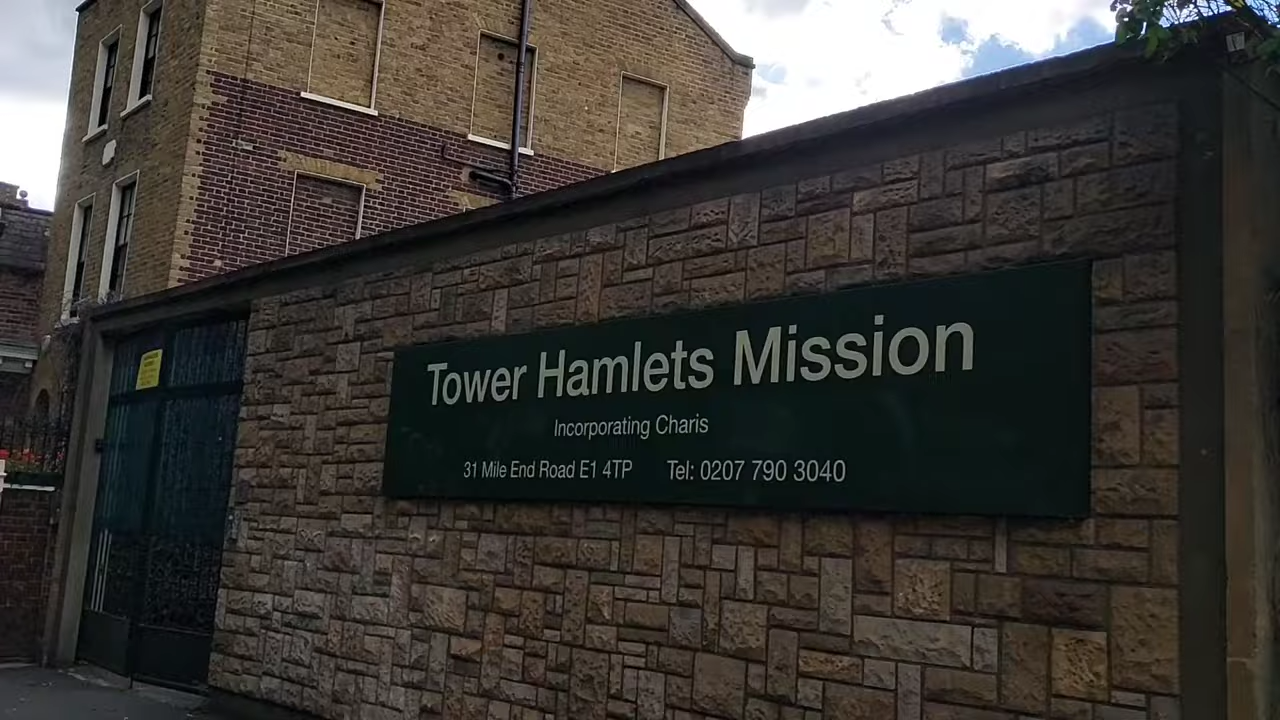 Tower Hamlets Mission
Incorporating Charis
31 Mile End Road E1 4TP Tel: 0207 790 3040